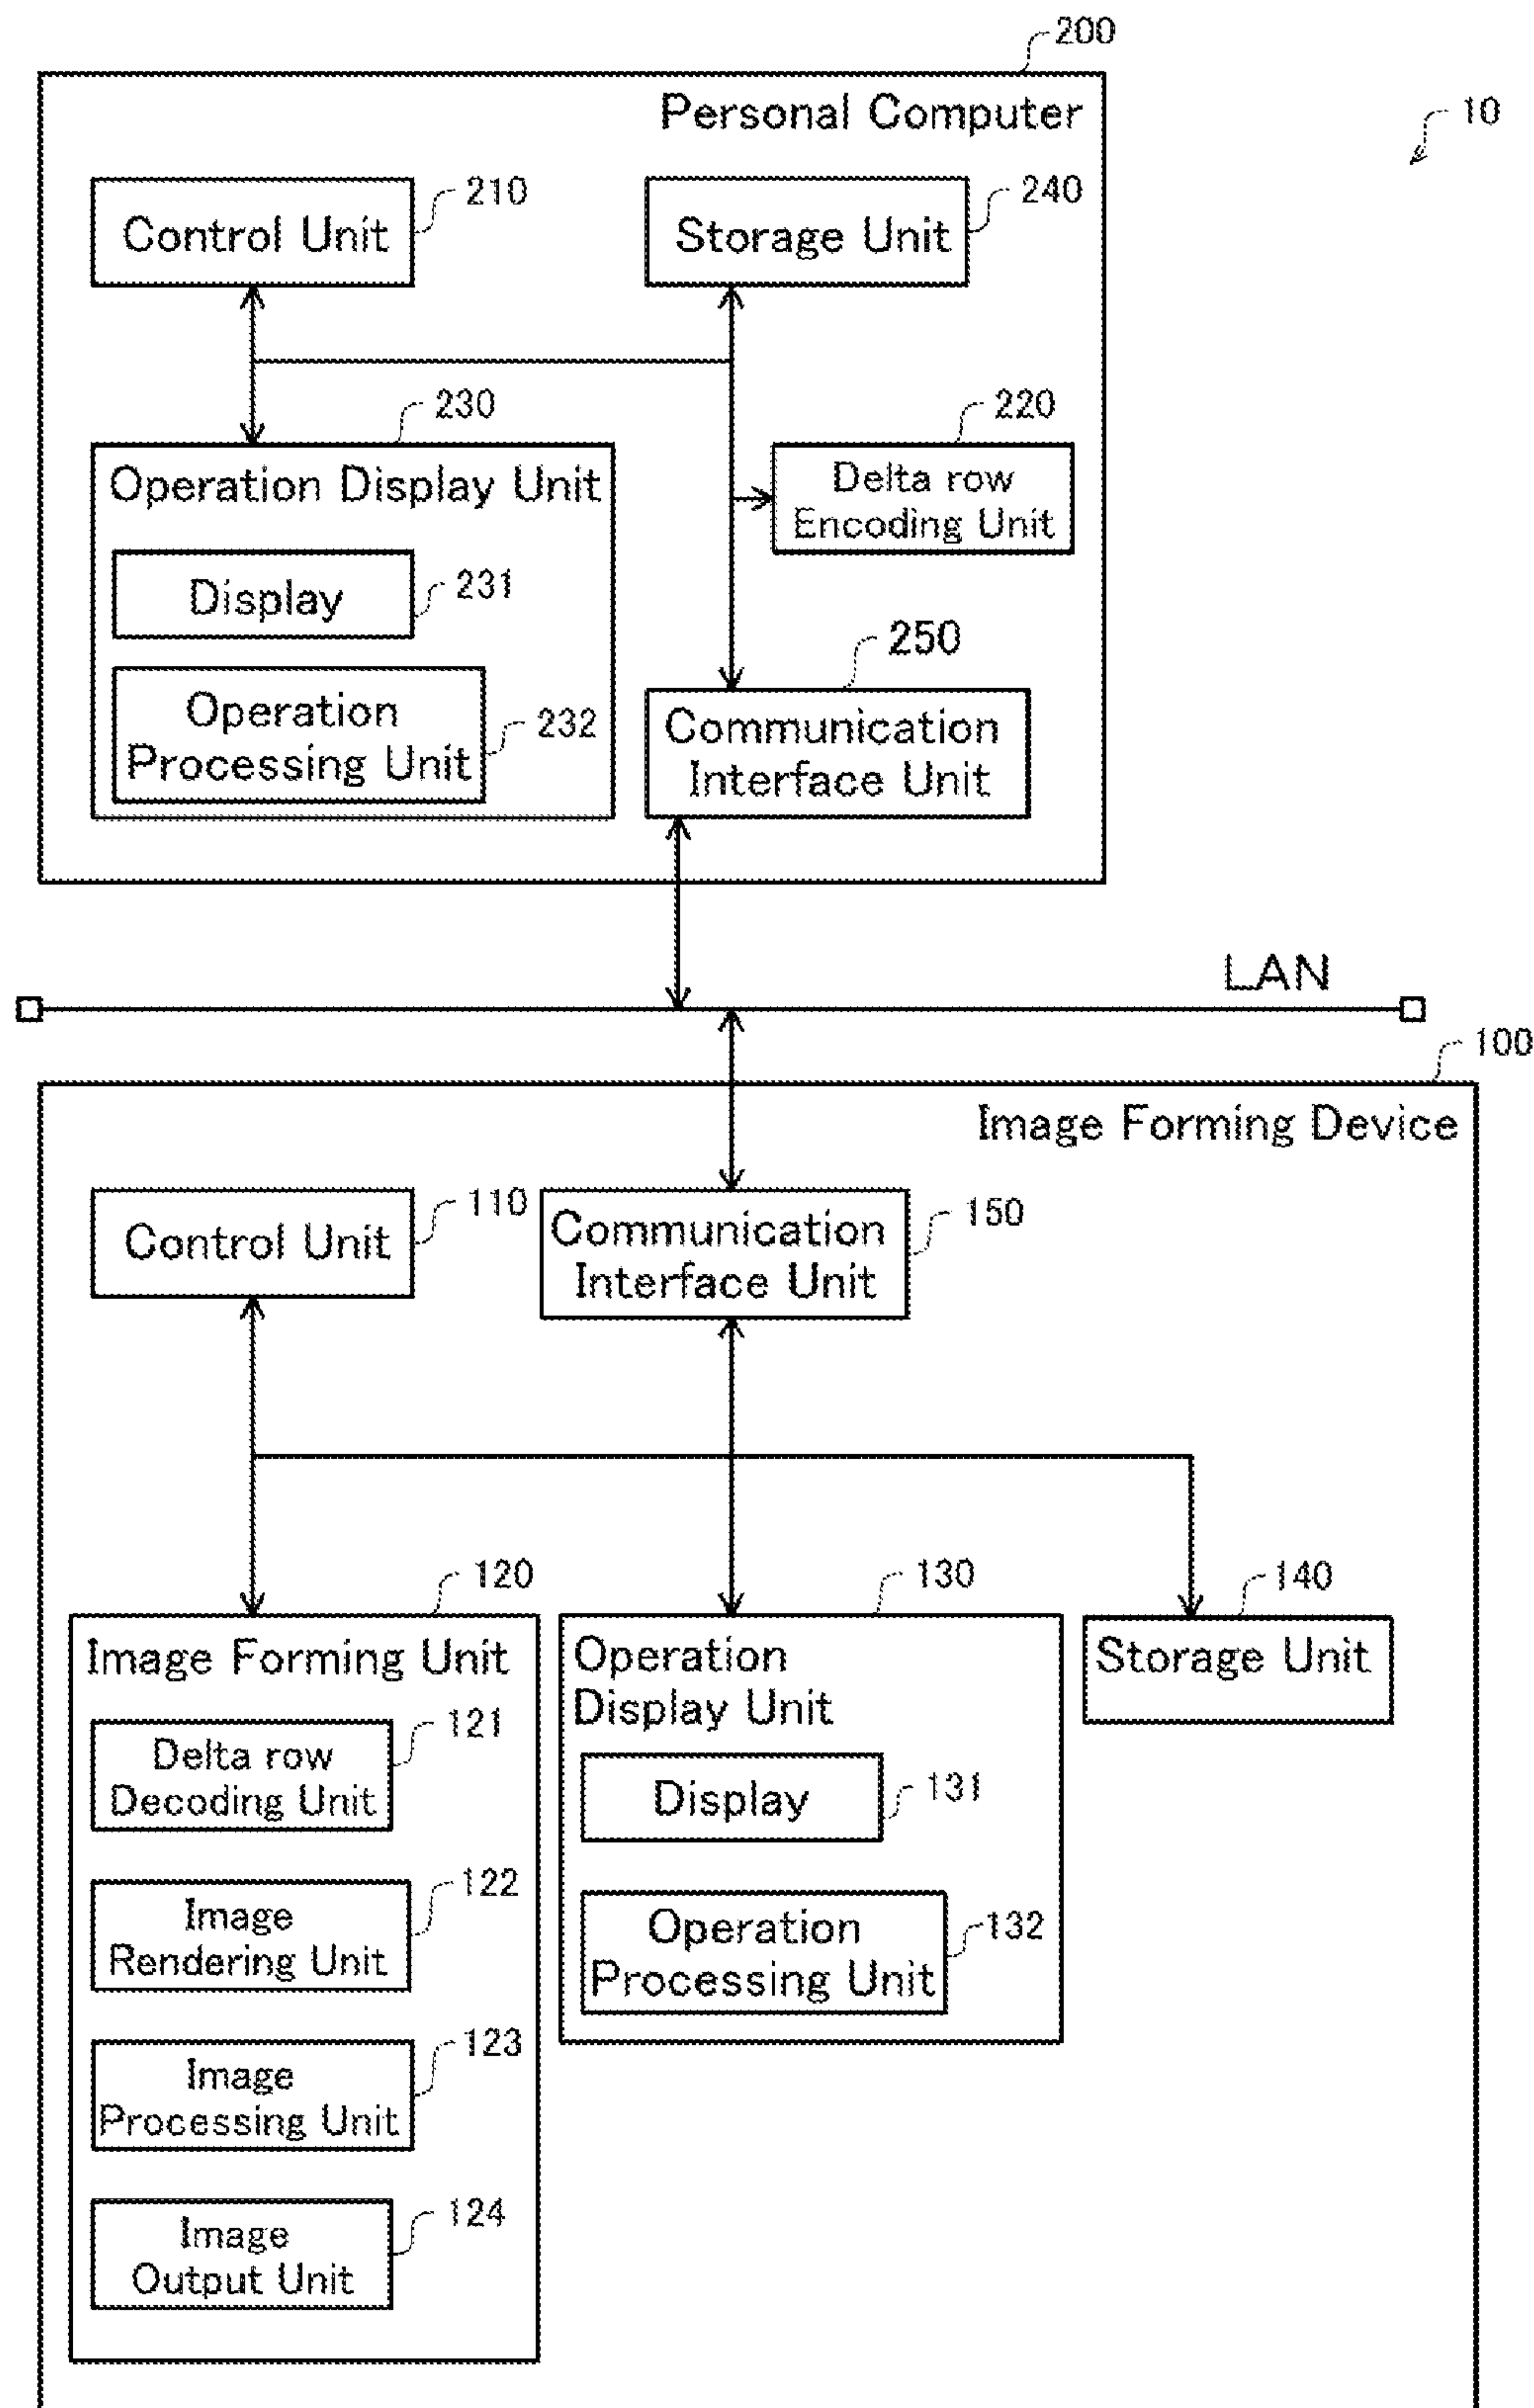 200
Personal Computer
10
210
Control Unit
240
Storage Unit
230
Operation Display Unit
220
Delta row
Encoding Unit
Display
231
Operation
Processing Unit
232
250
Communication
Interface Unit
LAN
100
Image Forming Device
110
Control Unit
150
Communication
Interface Unit
120
Image Forming Unit
121
Delta row
Decoding Unit
122
Image
Rendering Unit
123
Image
Processing Unit
124
Image
Output Unit
130
Operation
Display Unit
Display
131
Operation
Processing Unit
132
140
Storage Unit